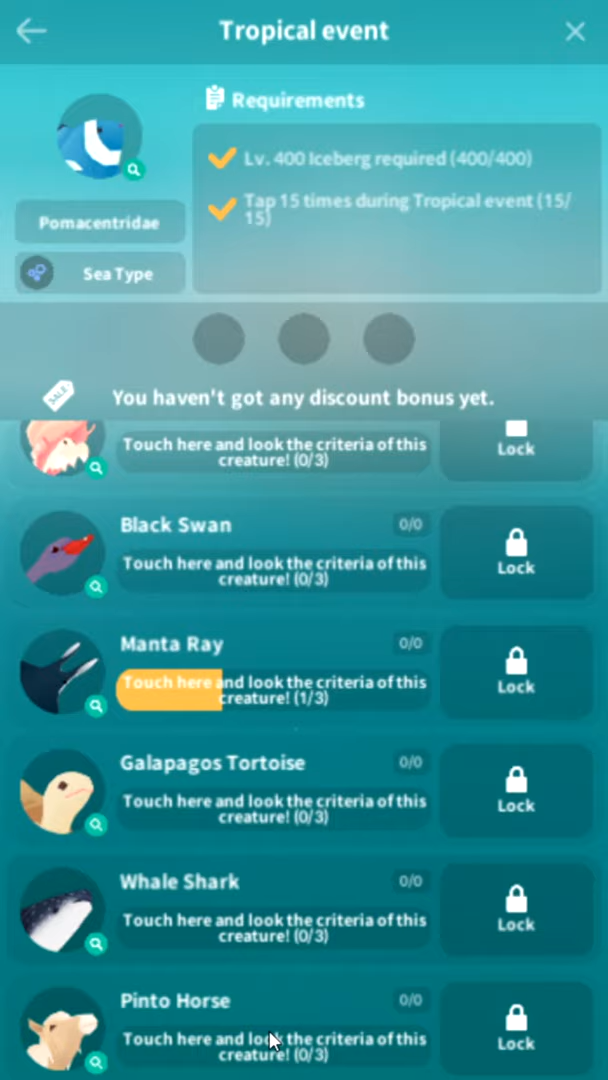 Tropical event
Requirements
Lv. 400 Iceberg required (400/400)
Tap 15 times during Tropical event (15/
15)
Pomacentridae
Sea Type
SALE
You haven't got any discount bonus yet.
Touch here and look the criteria of this
creature! (0/3)
Lock
Black Swan
0/0
Touch here and look the criteria of this
creature! (0/3)
Lock
Manta Ray
0/0
Touch here and look the criteria of this
creature! (1/3)
Lock
Galapagos Tortoise
0/0
Touch here and look the criteria of this
creature! (0/3)
Lock
Whale Shark
0/0
Touch here and look the criteria of this
creature! (0/3)
Lock
Pinto Horse
0/0
Touch here and look the criteria of this
creature! (0/3)
Lock